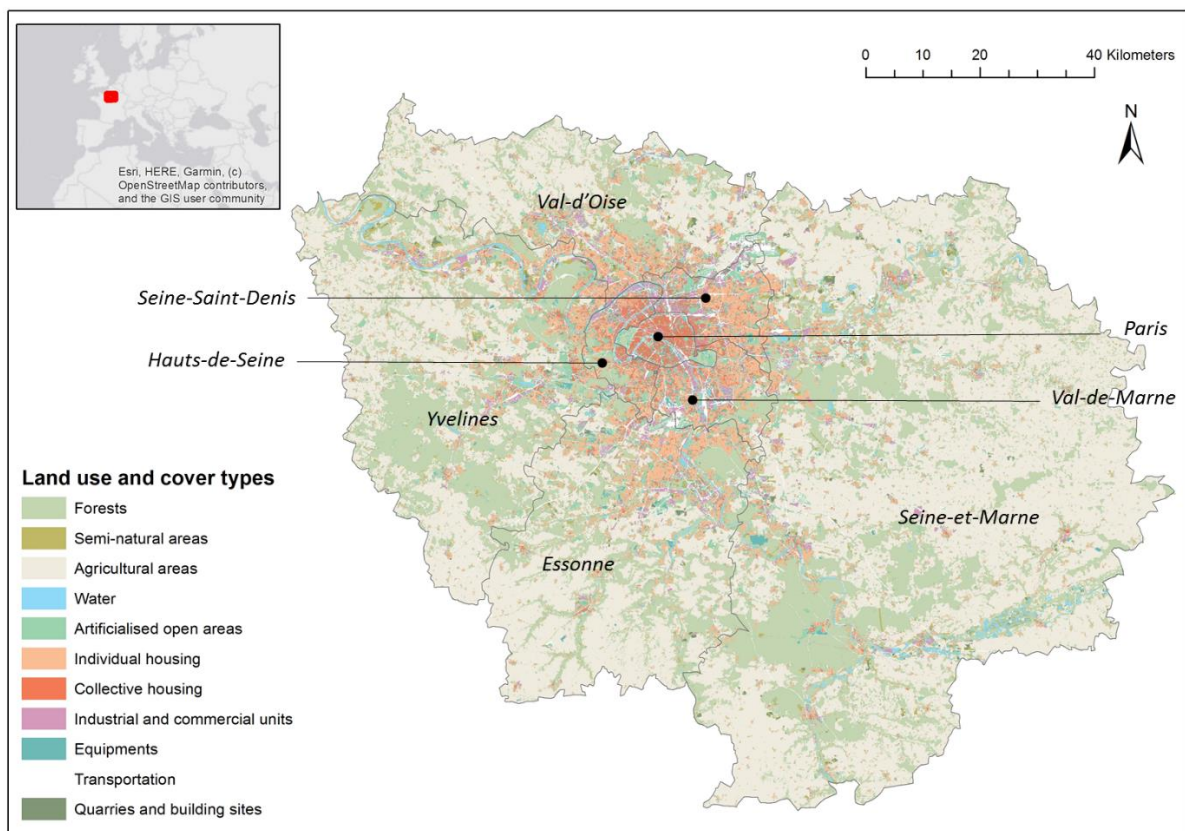 Esri, HERE, Garmin, (c)
OpenStreetMap contributors,
and the GIS user community
0 10 20 40 Kilometers
N
Val-d’Oise
Seine-Saint-Denis
Paris
Hauts-de-Seine
Val-de-Marne
Yvelines
Seine-et-Marne
Essonne
Land use and cover types
Forests
Semi-natural areas
Agricultural areas
Water
Artificialised open areas
Individual housing
Collective housing
Industrial and commercial units
Equipments
Transportation
Quarries and building sites